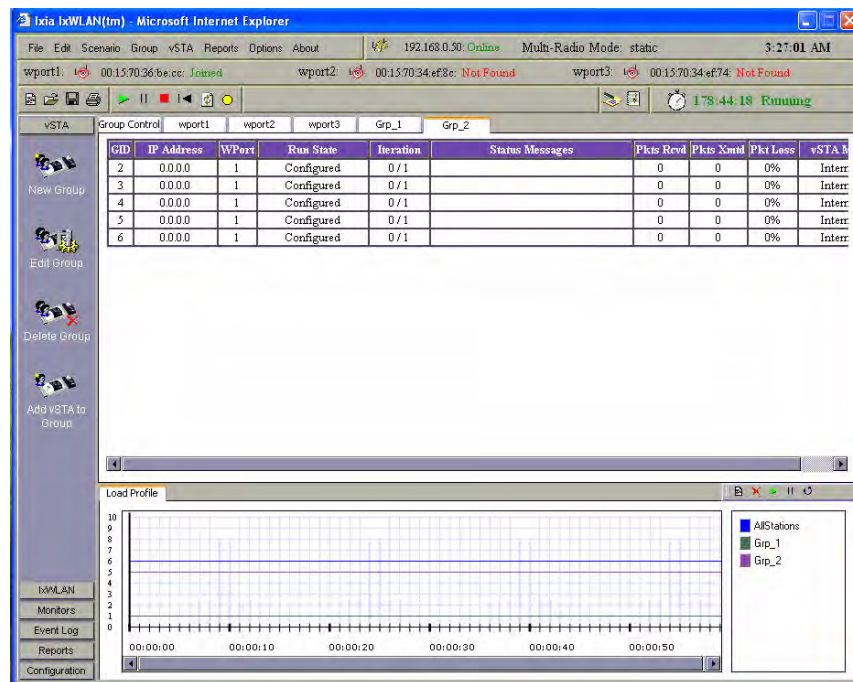 Ixia IxWLAN(tm) - Microsoft Internet Explorer
File Edit Scenario Group vSTA Reports Options About 192.168.0.50: Online Multi-Radio Mode: static 3:27:01 AM
wport1: 00:15:70:36:be:cc: Joined wport2: 00:15:70:34:ef:8c: Not Found wport3: 00:15:70:34:ef:74: Not Found
178:44:18 Running
vSTA Group Control wport1 wport2 wport3 Grp_1 Grp_2
GID IP Address WPort Run State Iteration Status Messages Pkts Rcvd Pkts Xmtd Pkt Loss vSTA M
2 0.0.0.0 1 Configured 0 / 1 0 0 0% Intern
3 0.0.0.0 1 Configured 0 / 1 0 0 0% Intern
4 0.0.0.0 1 Configured 0 / 1 0 0 0% Intern
5 0.0.0.0 1 Configured 0 / 1 0 0 0% Intern
6 0.0.0.0 1 Configured 0 / 1 0 0 0% Intern
New Group
Edit Group
Delete Group
Add vSTA to
Group
Load Profile
10
9
8
7
6
5
4
3
2
1
0
00:00:00 00:00:10 00:00:20 00:00:30 00:00:40 00:00:50
AllStations
Grp_1
Grp_2
IxWLAN
Monitors
Event Log
Reports
Configuration